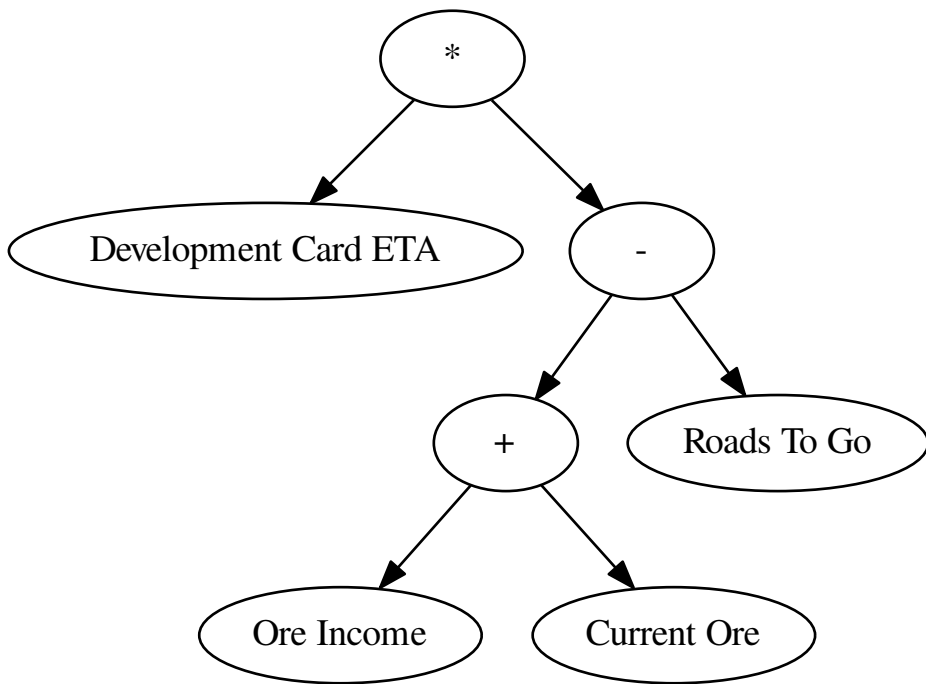 *
Development Card ETA
-
+
Roads To Go
Ore Income
Current Ore